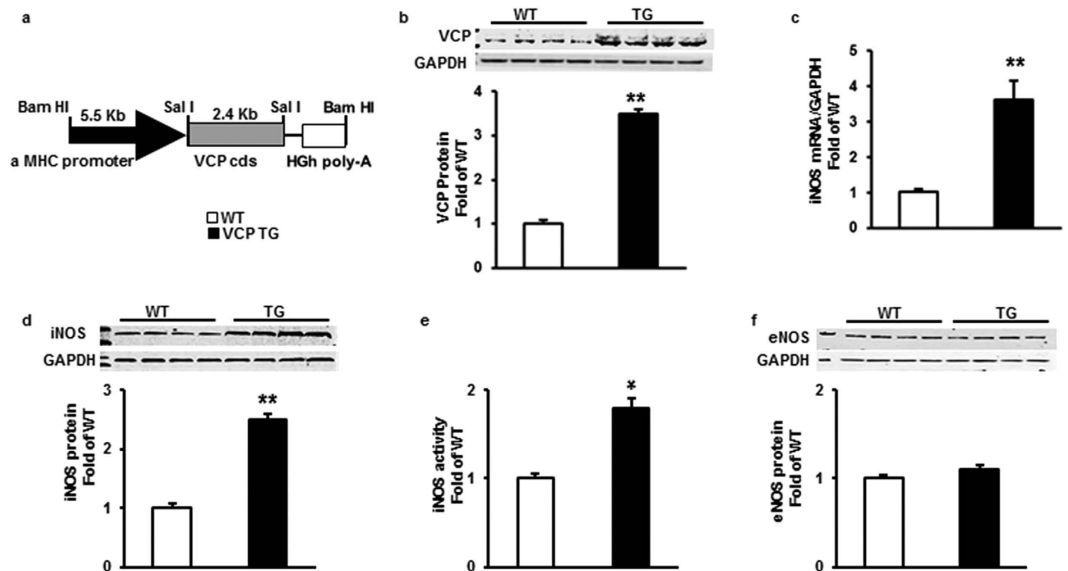 a
Bam HI
5.5 Kb
Sal I
2.4 Kb
Sal I
Bam HI
a MHC promoter
VCP cds
HGh poly-A
WT
VCP TG
b
WT
TG
VCP
GAPDH
VCP Protein
Fold of WT
4
3
2
1
0
**
c
iNOS mRNA/GAPDH
Fold of WT
5
4
3
2
1
0
**
d
WT
TG
iNOS
GAPDH
iNOS protein
Fold of WT
3
2
1
0
**
e
iNOS activity
Fold of WT
2
1
0
*
f
WT
TG
eNOS
GAPDH
eNOS protein
Fold of WT
2
1
0